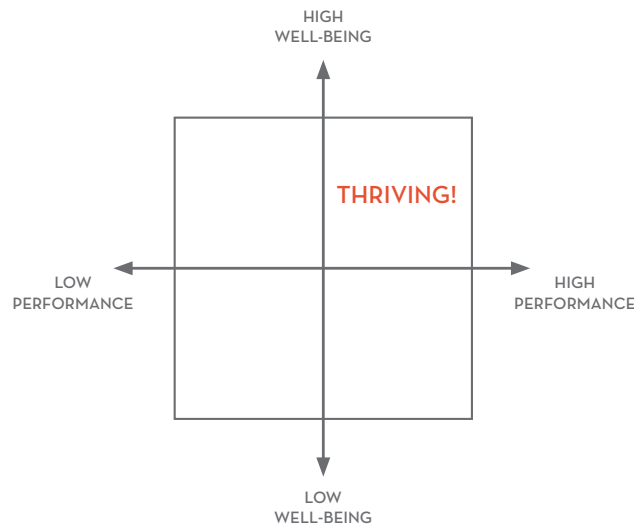 HIGH
WELL-BEING
THRIVING!
LOW
PERFORMANCE
HIGH
PERFORMANCE
LOW
WELL-BEING